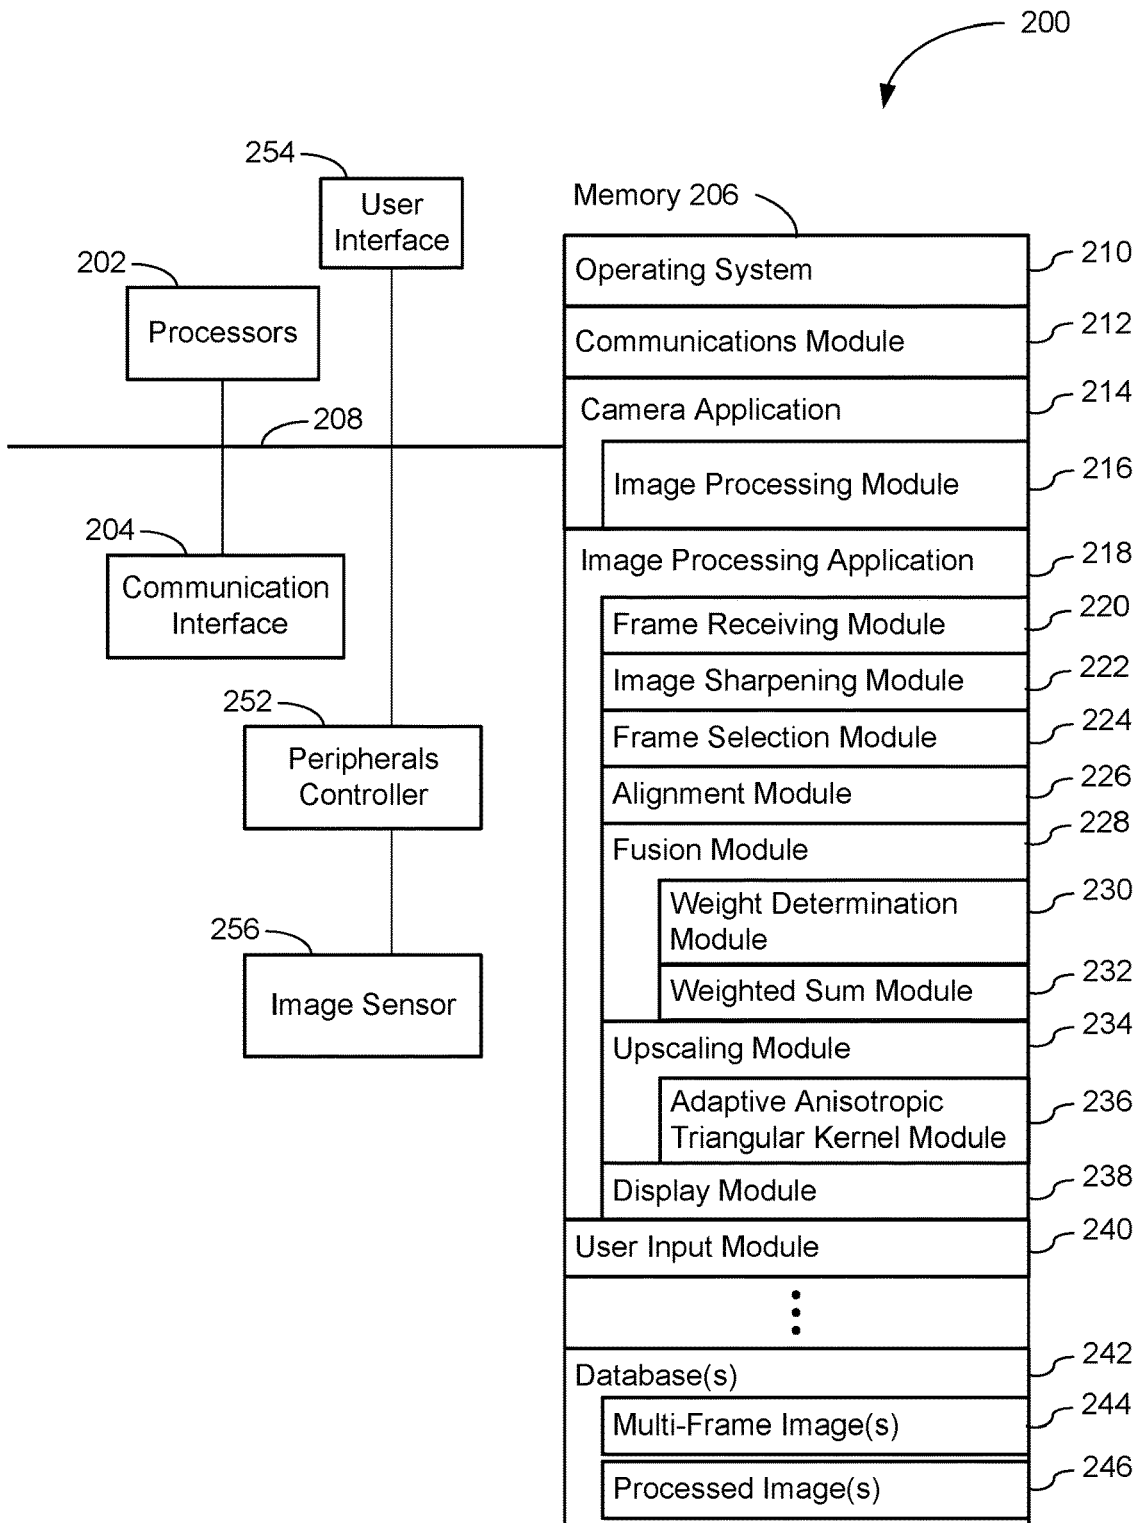 200
254
User
Interface
202
Processors
208
204
Communication
Interface
252
Peripherals
Controller
256
Image Sensor
Memory 206
Operating System
210
Communications Module
212
Camera Application
214
Image Processing Module
216
Image Processing Application
218
Frame Receiving Module
220
Image Sharpening Module
222
Frame Selection Module
224
Alignment Module
226
Fusion Module
228
Weight Determination
Module
230
Weighted Sum Module
232
Upscaling Module
234
Adaptive Anisotropic
Triangular Kernel Module
236
Display Module
238
User Input Module
240
Database(s)
242
Multi-Frame Image(s)
244
Processed Image(s)
246